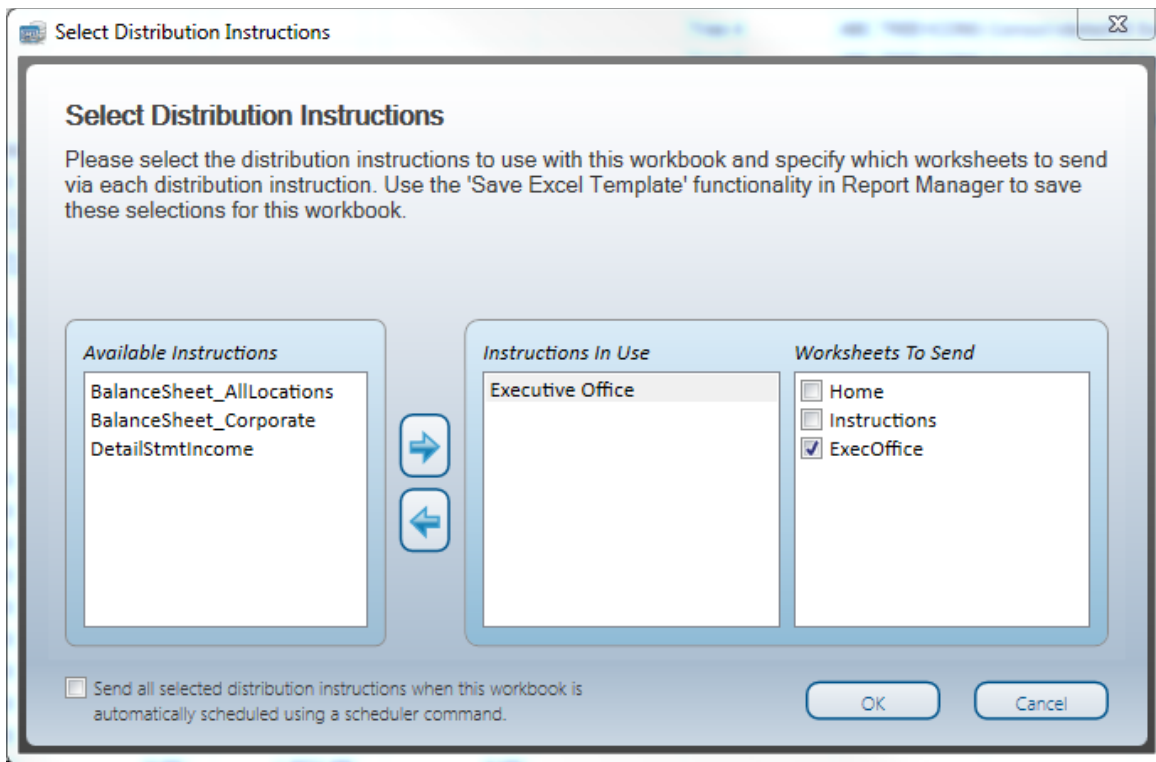 Select Distribution Instructions
Select Distribution Instructions
Please select the distribution instructions to use with this workbook and specify which worksheets to send
via each distribution instruction. Use the 'Save Excel Template' functionality in Report Manager to save
these selections for this workbook.
Available Instructions
BalanceSheet_AllLocations
BalanceSheet_Corporate
DetailStmtIncome
Instructions In Use
Executive Office
Worksheets To Send
Home
Instructions
ExecOffice
Send all selected distribution instructions when this workbook is
automatically scheduled using a scheduler command.
OK
Cancel